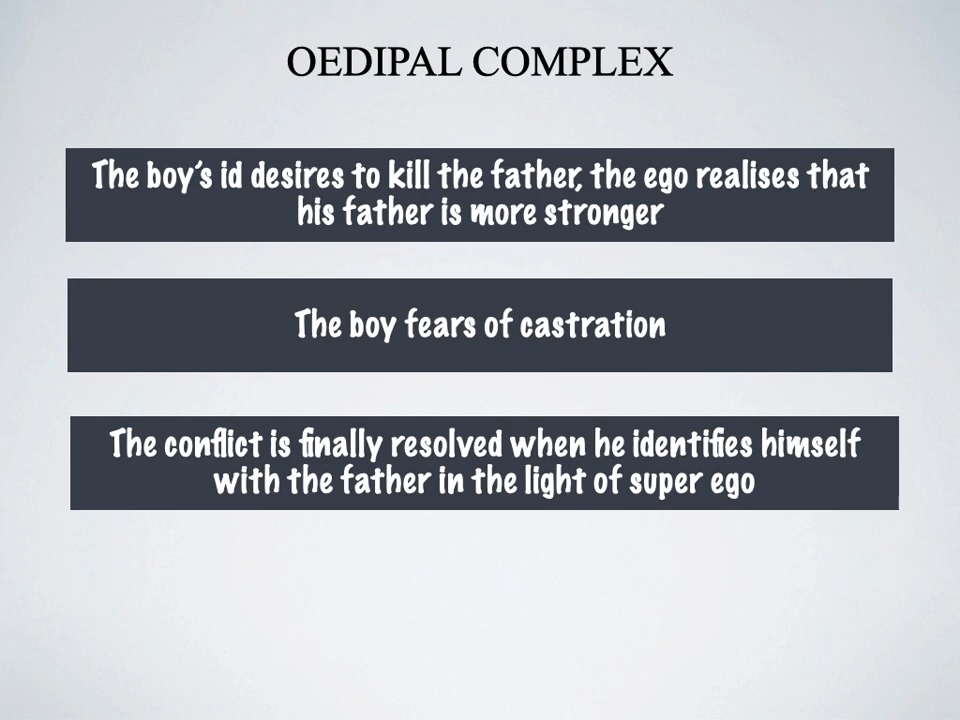 OEDIPAL COMPLEX
The boy's id desires to kill the father, the ego realises that
his father is more stronger
The boy fears of castration
The conflict is finally resolved when he identifies himself
with the father in the light of super ego